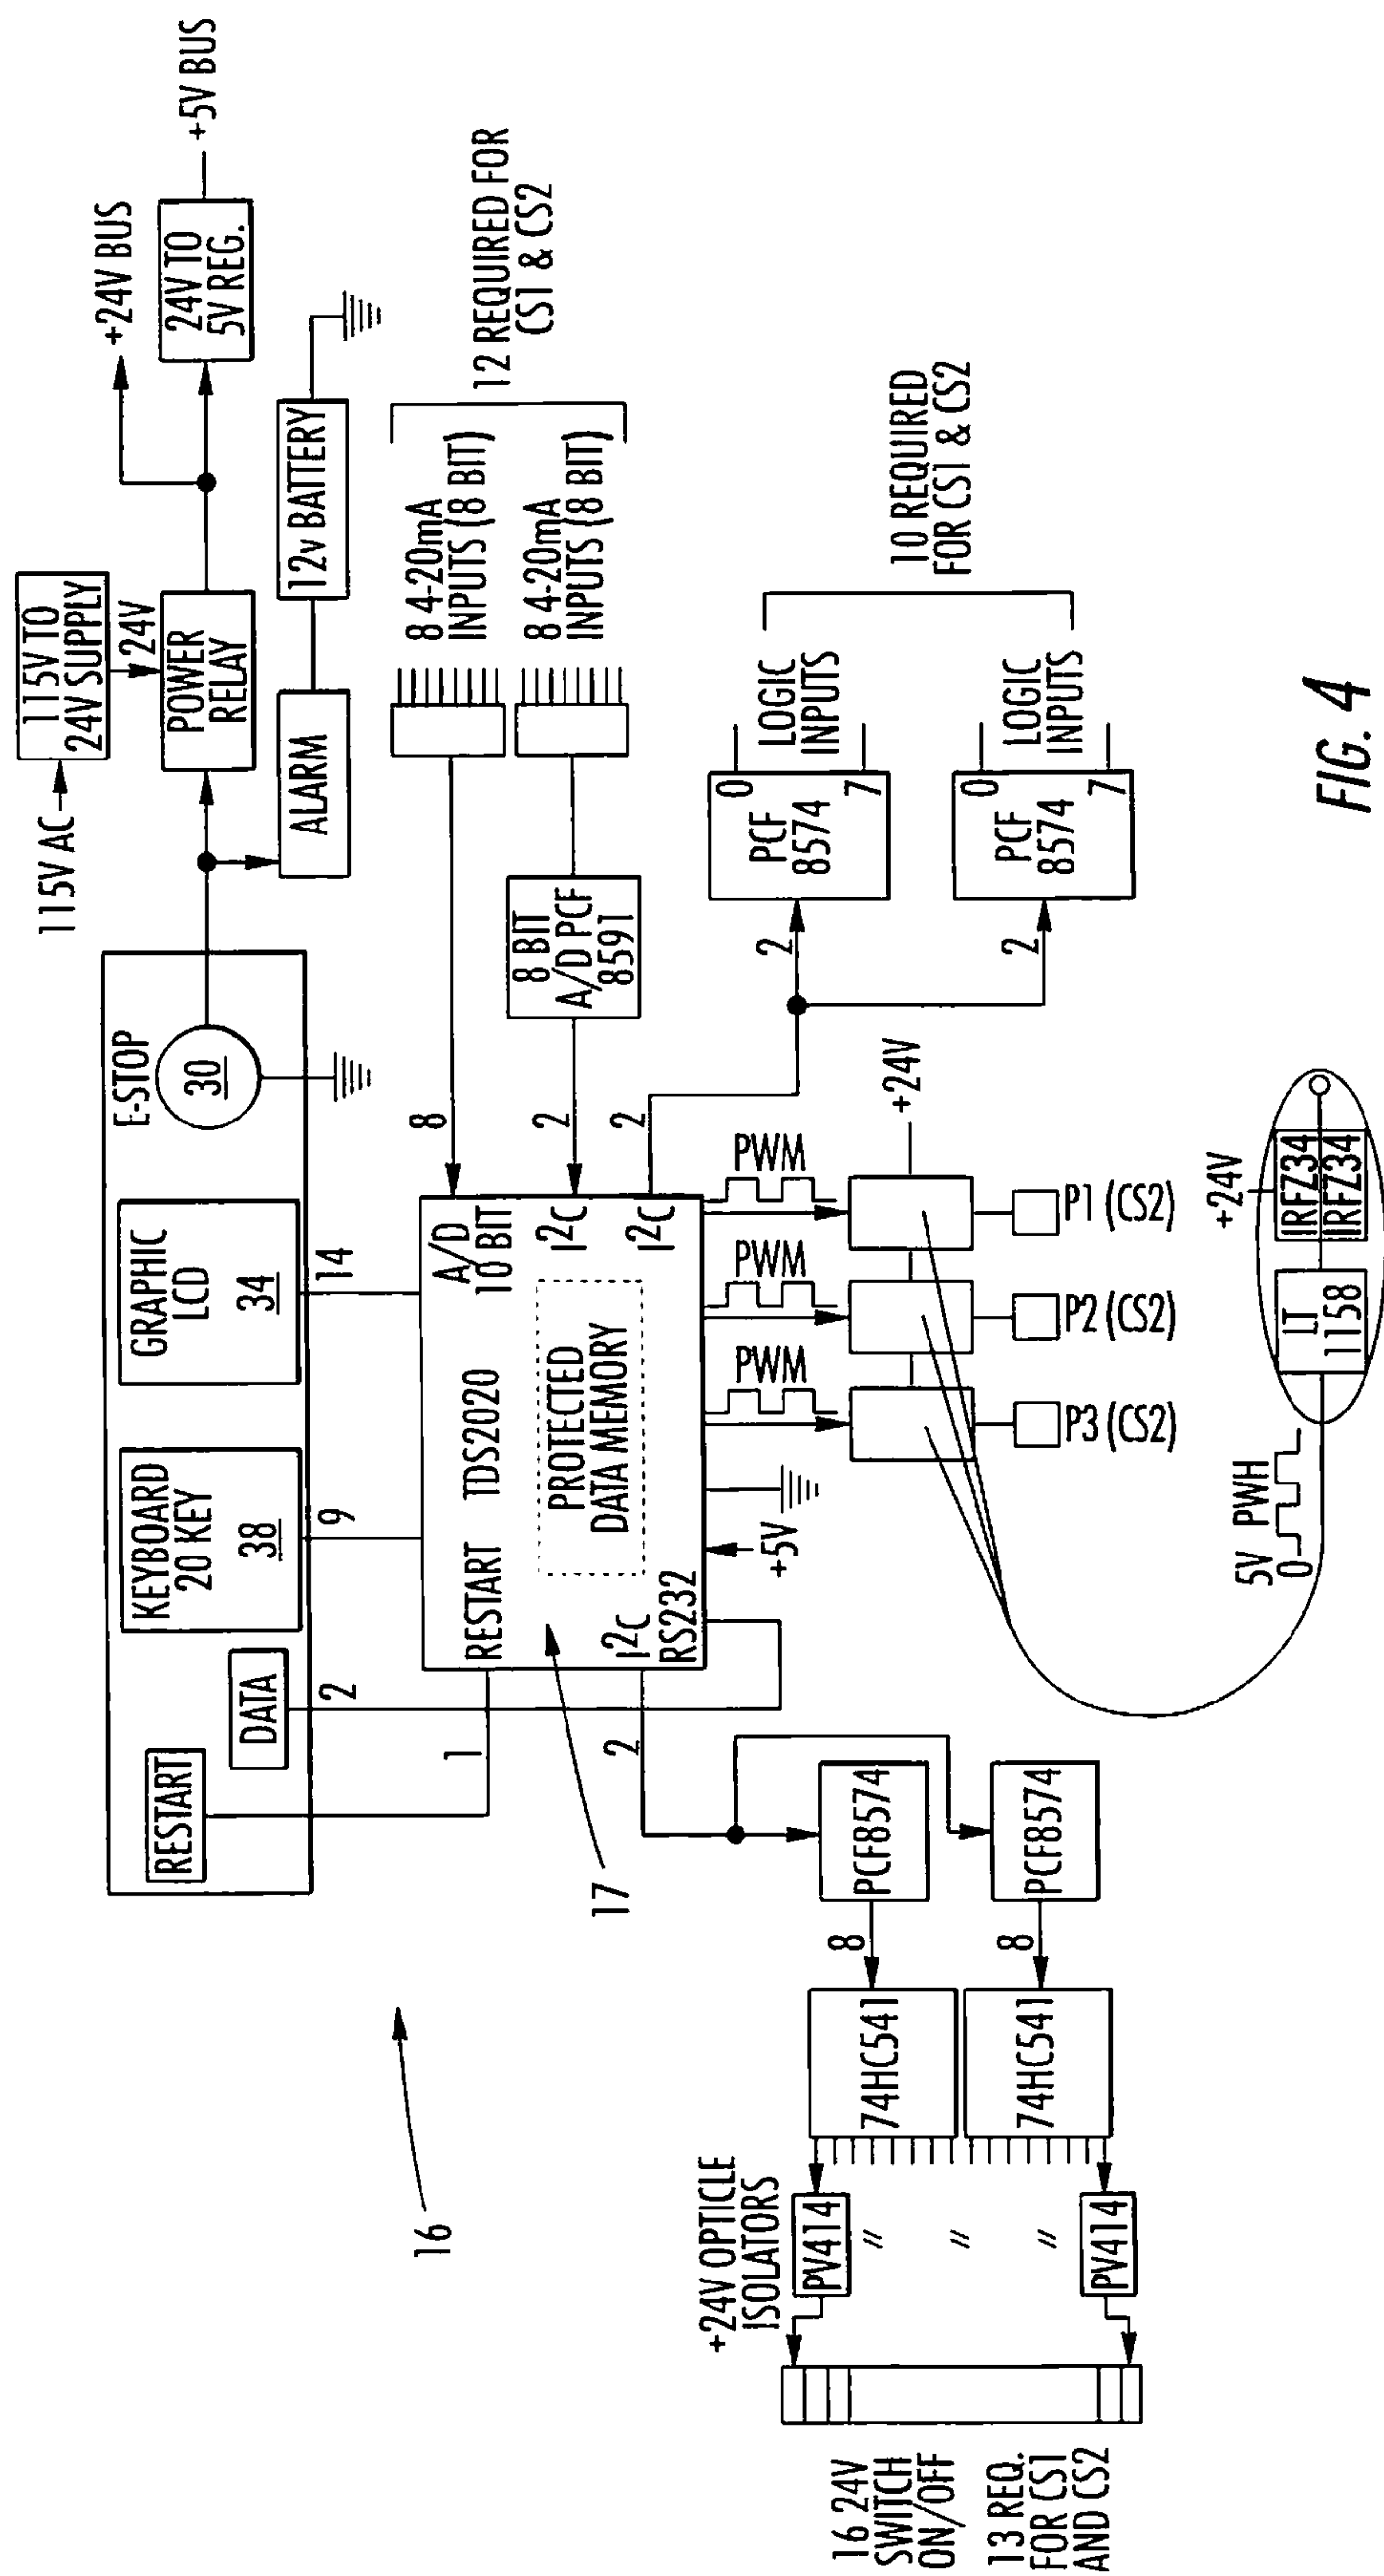 115V AC
115V TO
24V SUPPLY
24V
POWER
RELAY
+24V BUS
24V TO
5V REG.
+5V BUS
ALARM
12v BATTERY
RESTART
DATA
KEYBOARD
20 KEY
38
GRAPHIC
LCD
34
E-STOP
30
1
2
9
14
8
2
2
2
RESTART
TDS2020
A/D
10 BIT
PROTECTED
DATA MEMORY
I2C
I2C
I2C
RS232
+5V
17
16
8 4-20mA
INPUTS (8 BIT)
8 4-20mA
INPUTS (8 BIT)
12 REQUIRED FOR
CS1 & CS2
8 BIT
A/D PCF
8591
2
2
PCF
8574
0
7
LOGIC
INPUTS
PCF
8574
0
7
LOGIC
INPUTS
10 REQUIRED
FOR CS1 & CS2
PWM
PWM
PWM
+24V
P3 (CS2)
P2 (CS2)
P1 (CS2)
PCF8574
PCF8574
8
8
74HC541
74HC541
+24V OPTICLE
ISOLATORS
PV414
"
"
"
PV414
16 24V
SWITCH
ON/OFF
13 REQ.
FOR CS1
AND CS2
5V
0
PWH
LT
1158
+24V
IRFZ34
IRFZ34
FIG. 4